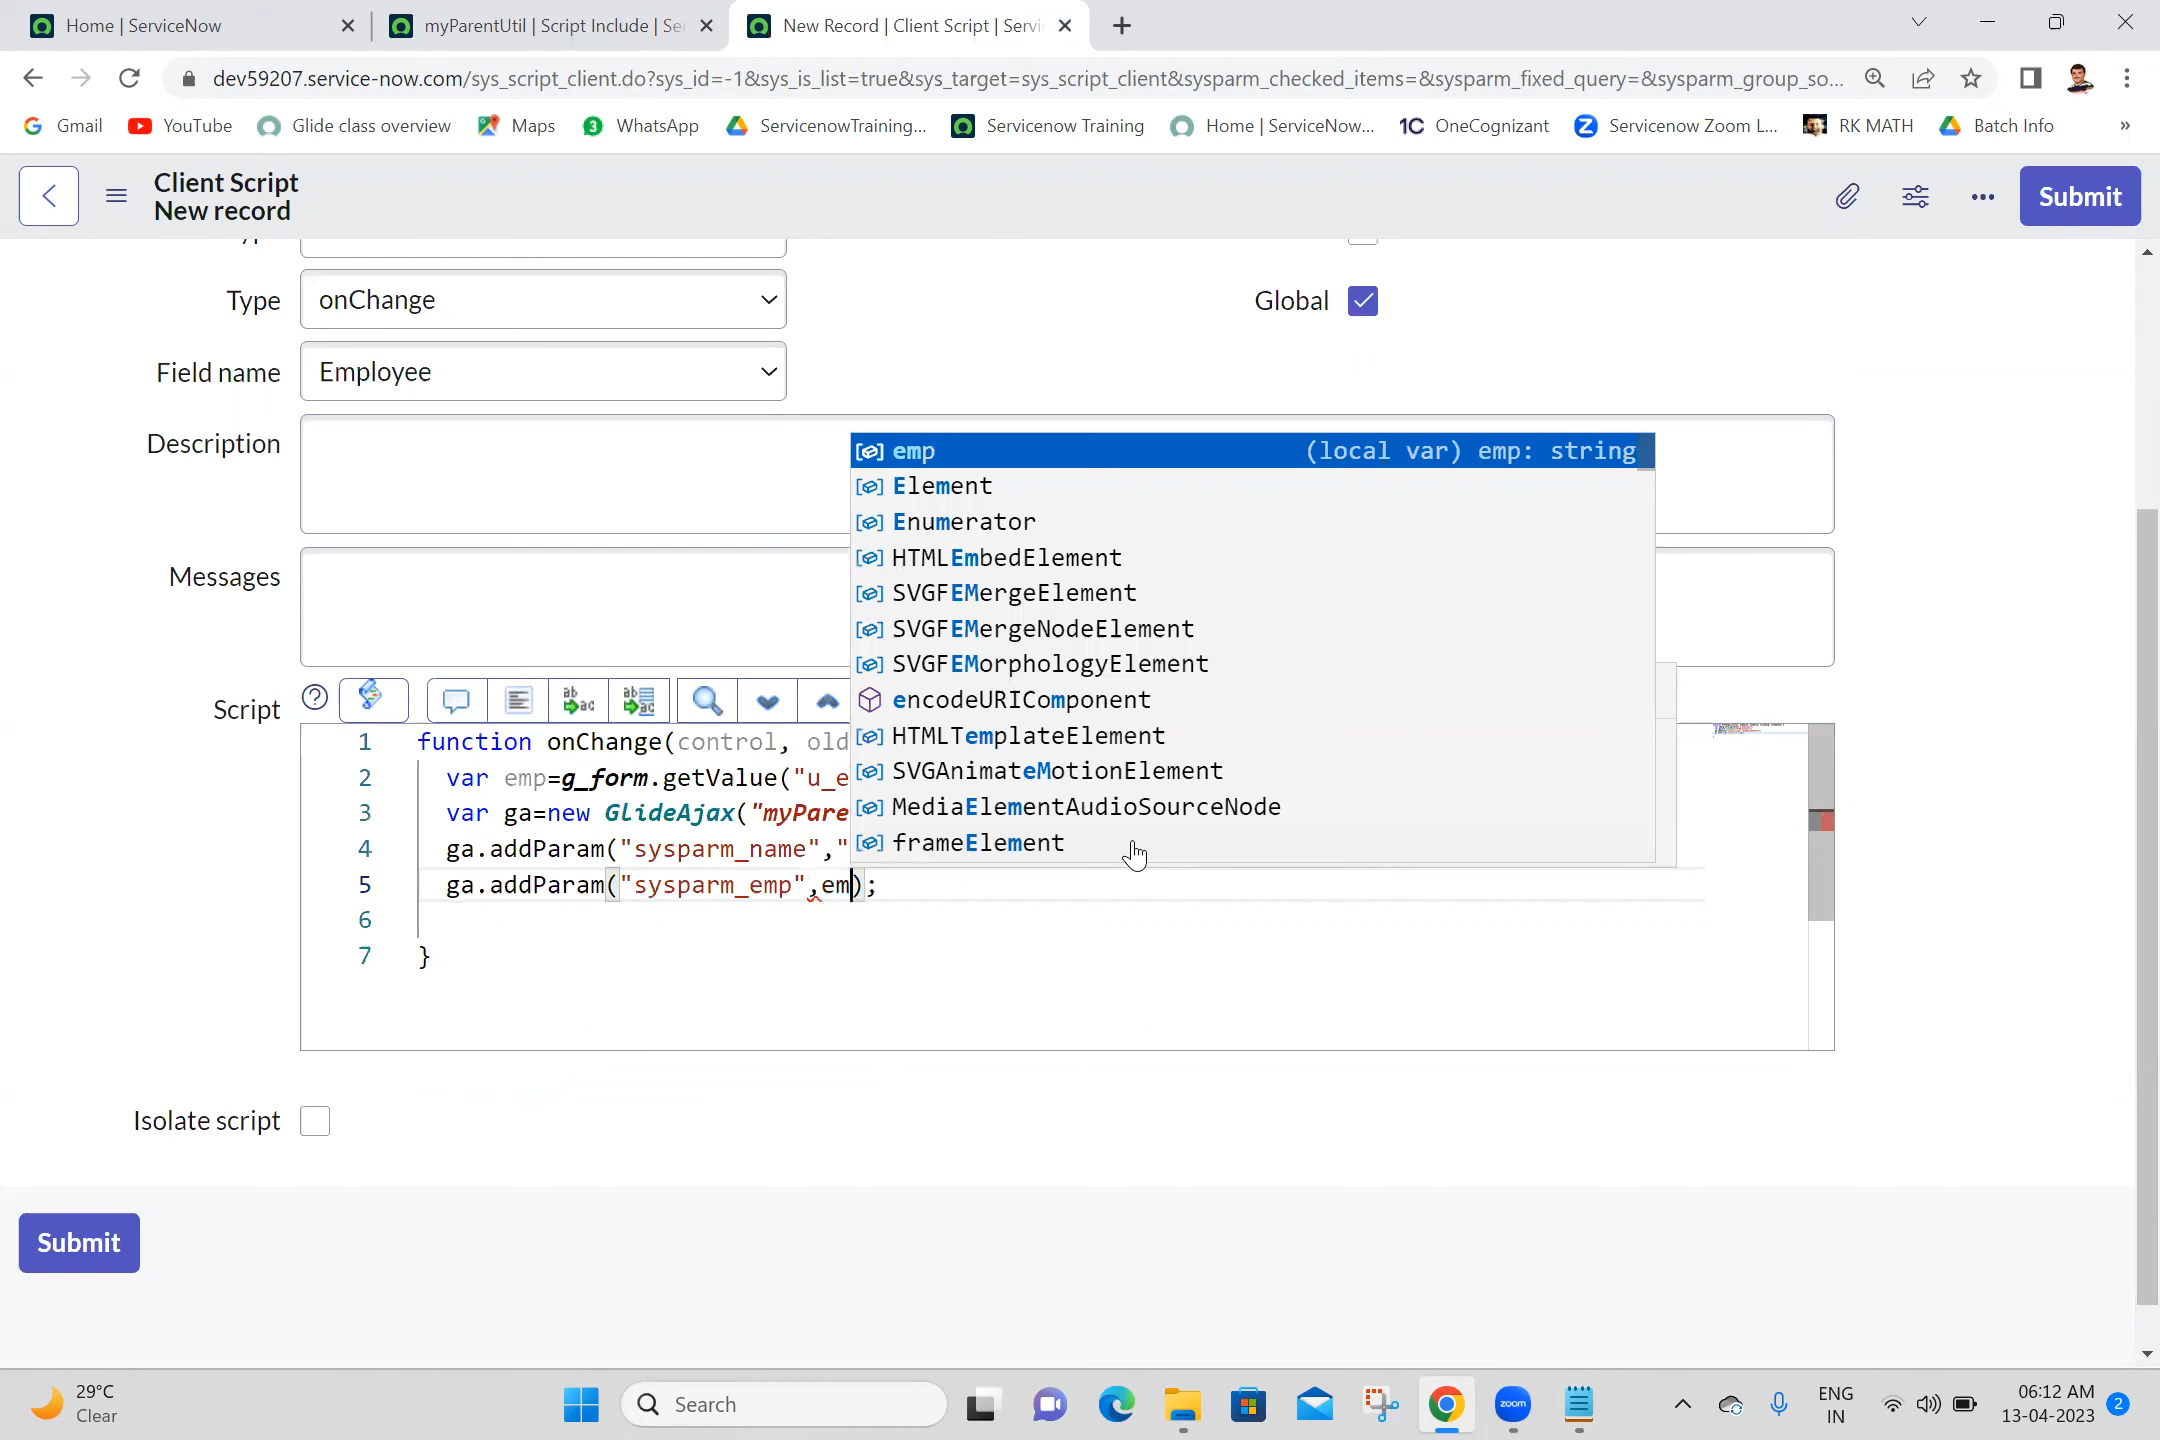 Home | ServiceNow
myParentUtil | Script Include | Se
New Record | Client Script | Servi
dev59207.service-now.com/sys_script_client.do?sys_id=-1&sys_is_list=true&sys_target=sys_script_client&sysparm_checked_items=&sysparm_fixed_query=&sysparm_group_so...
Gmail YouTube Glide class overview Maps 3 WhatsApp ServicenowTraining... Servicenow Training Home | ServiceNow... 1C OneCognizant Servicenow Zoom L... RK MATH Batch Info »
Client Script
New record
Submit
Type onChange
Global
Field name Employee
Description
Messages
emp (local var) emp: string
Element
Enumerator
HTMLEmbedElement
SVGFEMergeElement
SVGFEMergeNodeElement
SVGFEMorphologyElement
encodeURIComponent
HTMLTemplateElement
SVGAnimateMotionElement
MediaElementAudioSourceNode
frameElement
Script
1 function onChange(control, old
2 var emp=g_form.getValue("u_e
3 var ga=new GlideAjax("myPare
4 ga.addParam("sysparm_name","
5 ga.addParam("sysparm_emp",em);
6
7 }
Isolate script
Submit
29°C
Clear
Search
zoom
ENG
IN
06:12 AM
13-04-2023
2